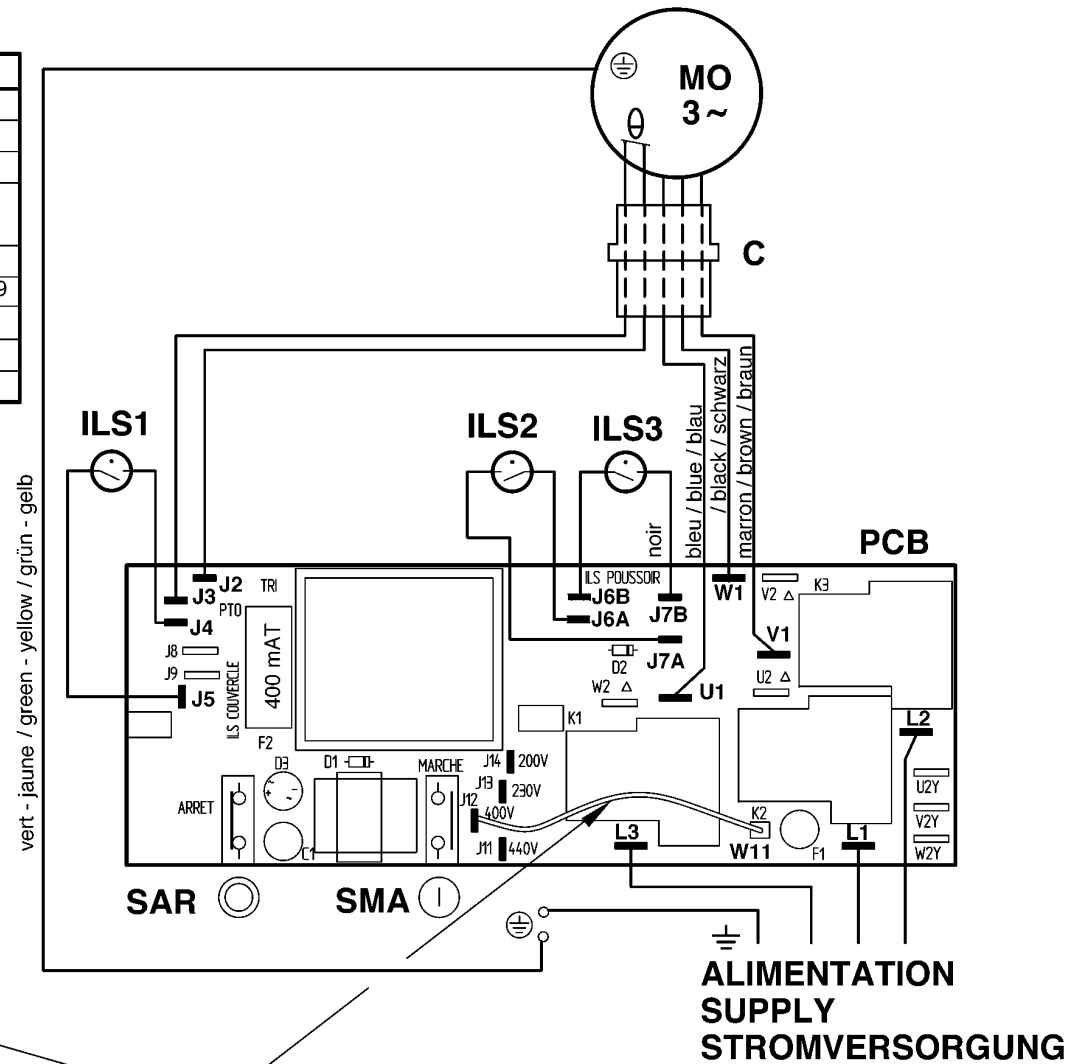 MO
3 ~
θ
C
9
ILS1
ILS2
ILS3
vert - jaune / green - yellow / grün - gelb
noir
bleu / blue / blau
/ black / schwarz
marron / brown / braun
PCB
J2
TRI
J3
PTO
J4
J8
J9
J5
ILS COUVERCLE
400 mAT
F2
ILS POUSSOIR
J6B
J6A
J7B
J7A
D2
W2 △
U1
W1
V2 △
K3
V1
U2 △
L2
K1
D3
D1
MARCHE
J14 200V
J13 230V
J12 400V
J11 440V
ARRET
C1
L3
K2
W11
F1
L1
U2Y
V2Y
W2Y
SAR
SMA
ALIMENTATION
SUPPLY
STROMVERSORGUNG